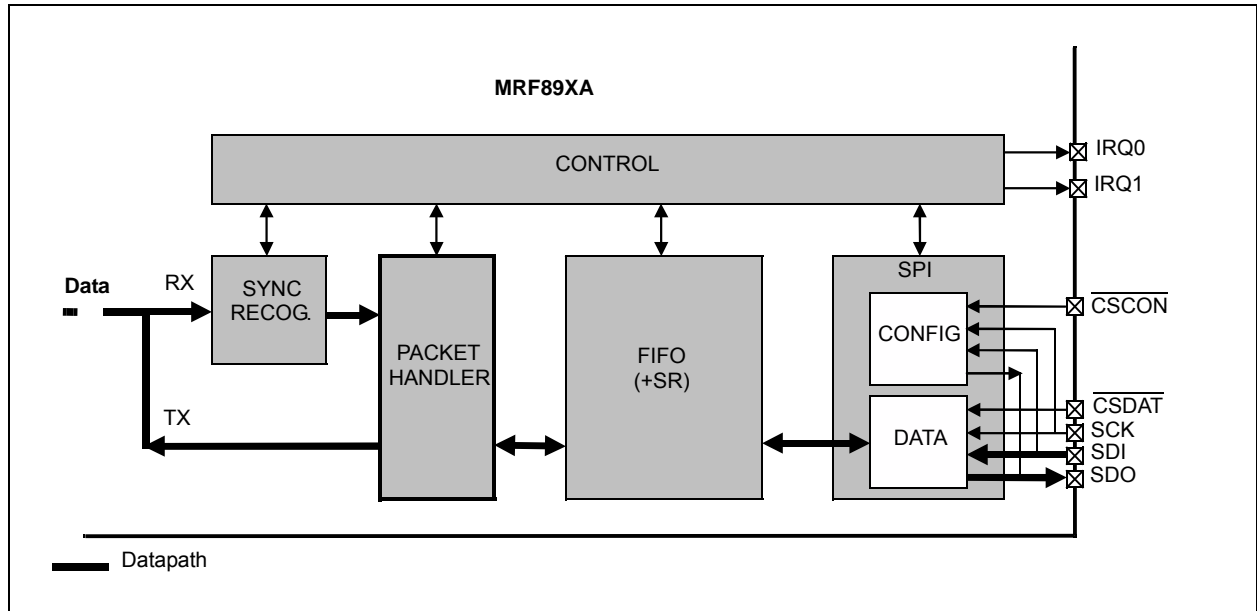 MRF89XA
CONTROL
IRQ0
IRQ1
Data
RX
SYNC
RECOG.
PACKET
HANDLER
FIFO
(+SR)
SPI
CONFIG
CSCON
TX
DATA
CSDAT
SCK
SDI
SDO
Datapath